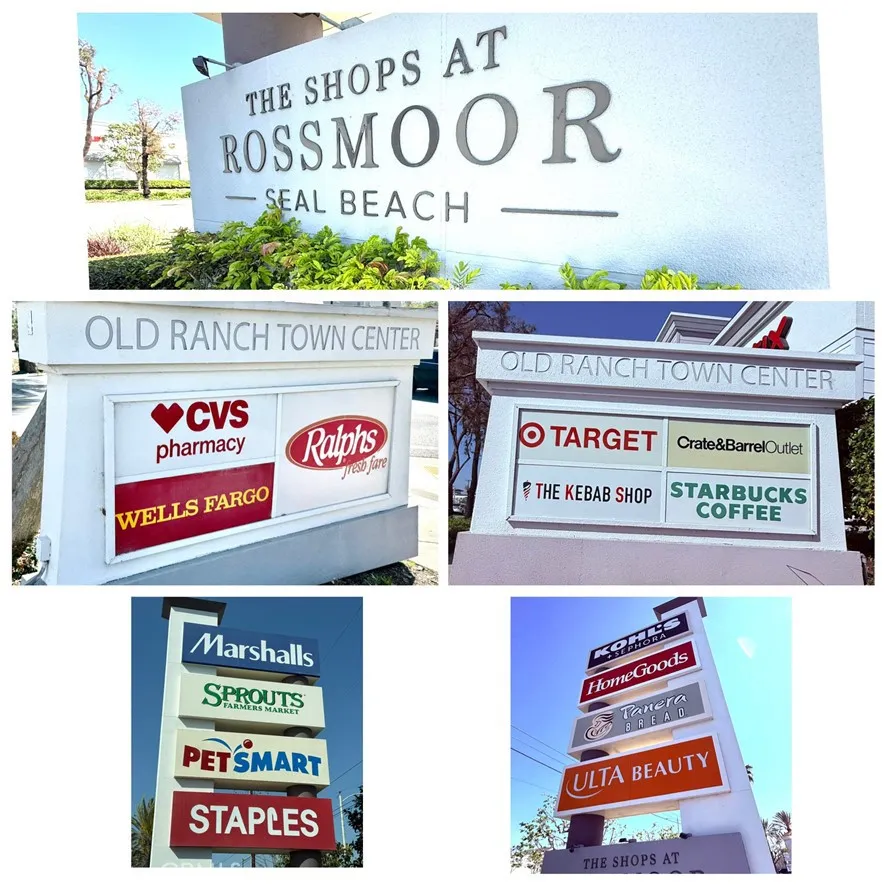 THE SHOPS AT
ROSSMOOR
SEAL BEACH
OLD RANCH TOWN CENTER
CVS
pharmacy
WELLS FARGO
Ralphs
fresh fare
OLD RANCH TOWN CENTER
TARGET
Crate&BarrelOutlet
THE KEBAB SHOP
STARBUCKS
COFFEE
Marshalls
SPROUTS
FARMERS MARKET
PETSMART
STAPLES
KOHL'S
+ SEPHORA
HomeGoods
Panera
BREAD
ULTA BEAUTY
THE SHOPS AT
ROSSMOOR